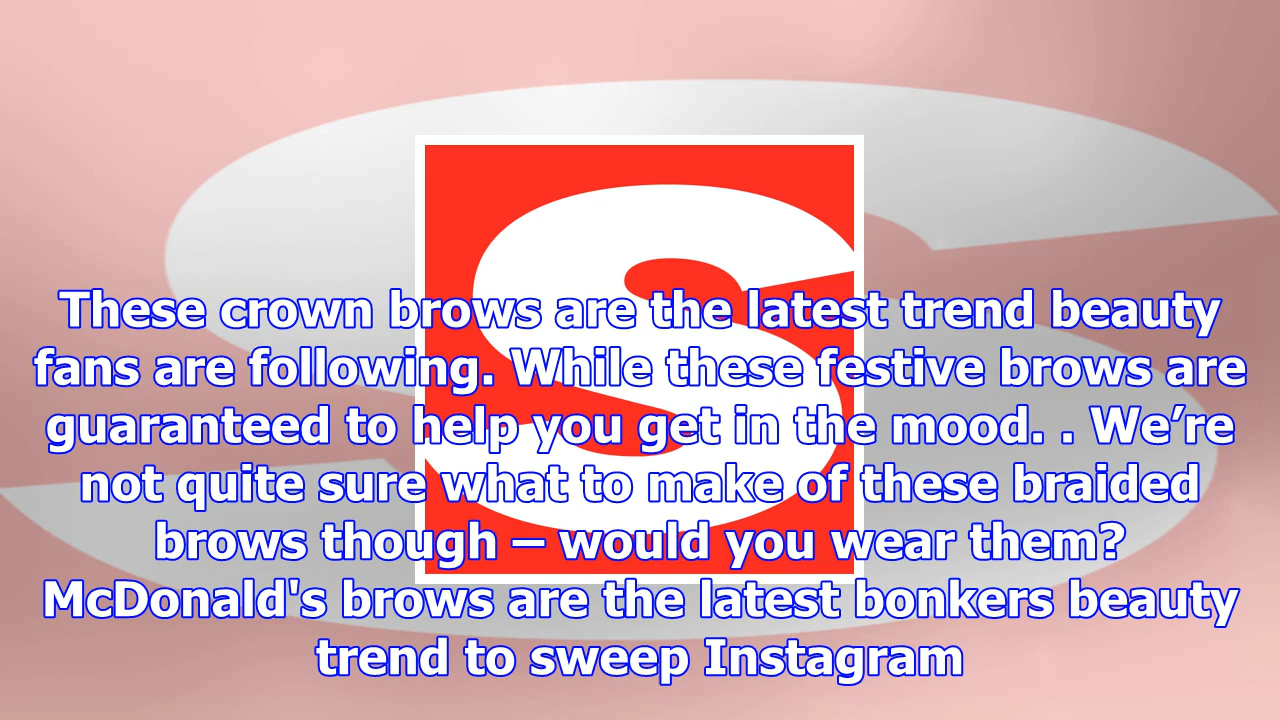 These crown brows are the latest trend beauty
fans are following. While these festive brows are
guaranteed to help you get in the mood. . We’re
not quite sure what to make of these braided
brows though – would you wear them?
McDonald's brows are the latest bonkers beauty
trend to sweep Instagram